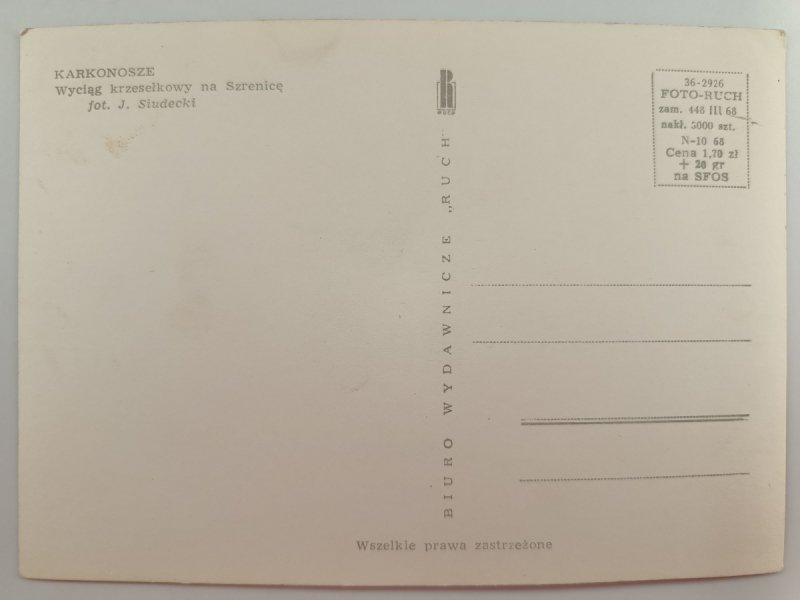 KARKONOSZE
Wyciąg krzesełkowy na Szrenicę
fot. J. Siudecki
RUCH
BIURO WYDAWNICZE „RUCH"
36-2926
FOTO-RUCH
zam. 448 III 68
nakł. 5000 szt.
N-10 68
Cena 1,70 zł
+ 20 gr
na SFOS
Wszelkie prawa zastrzeżone